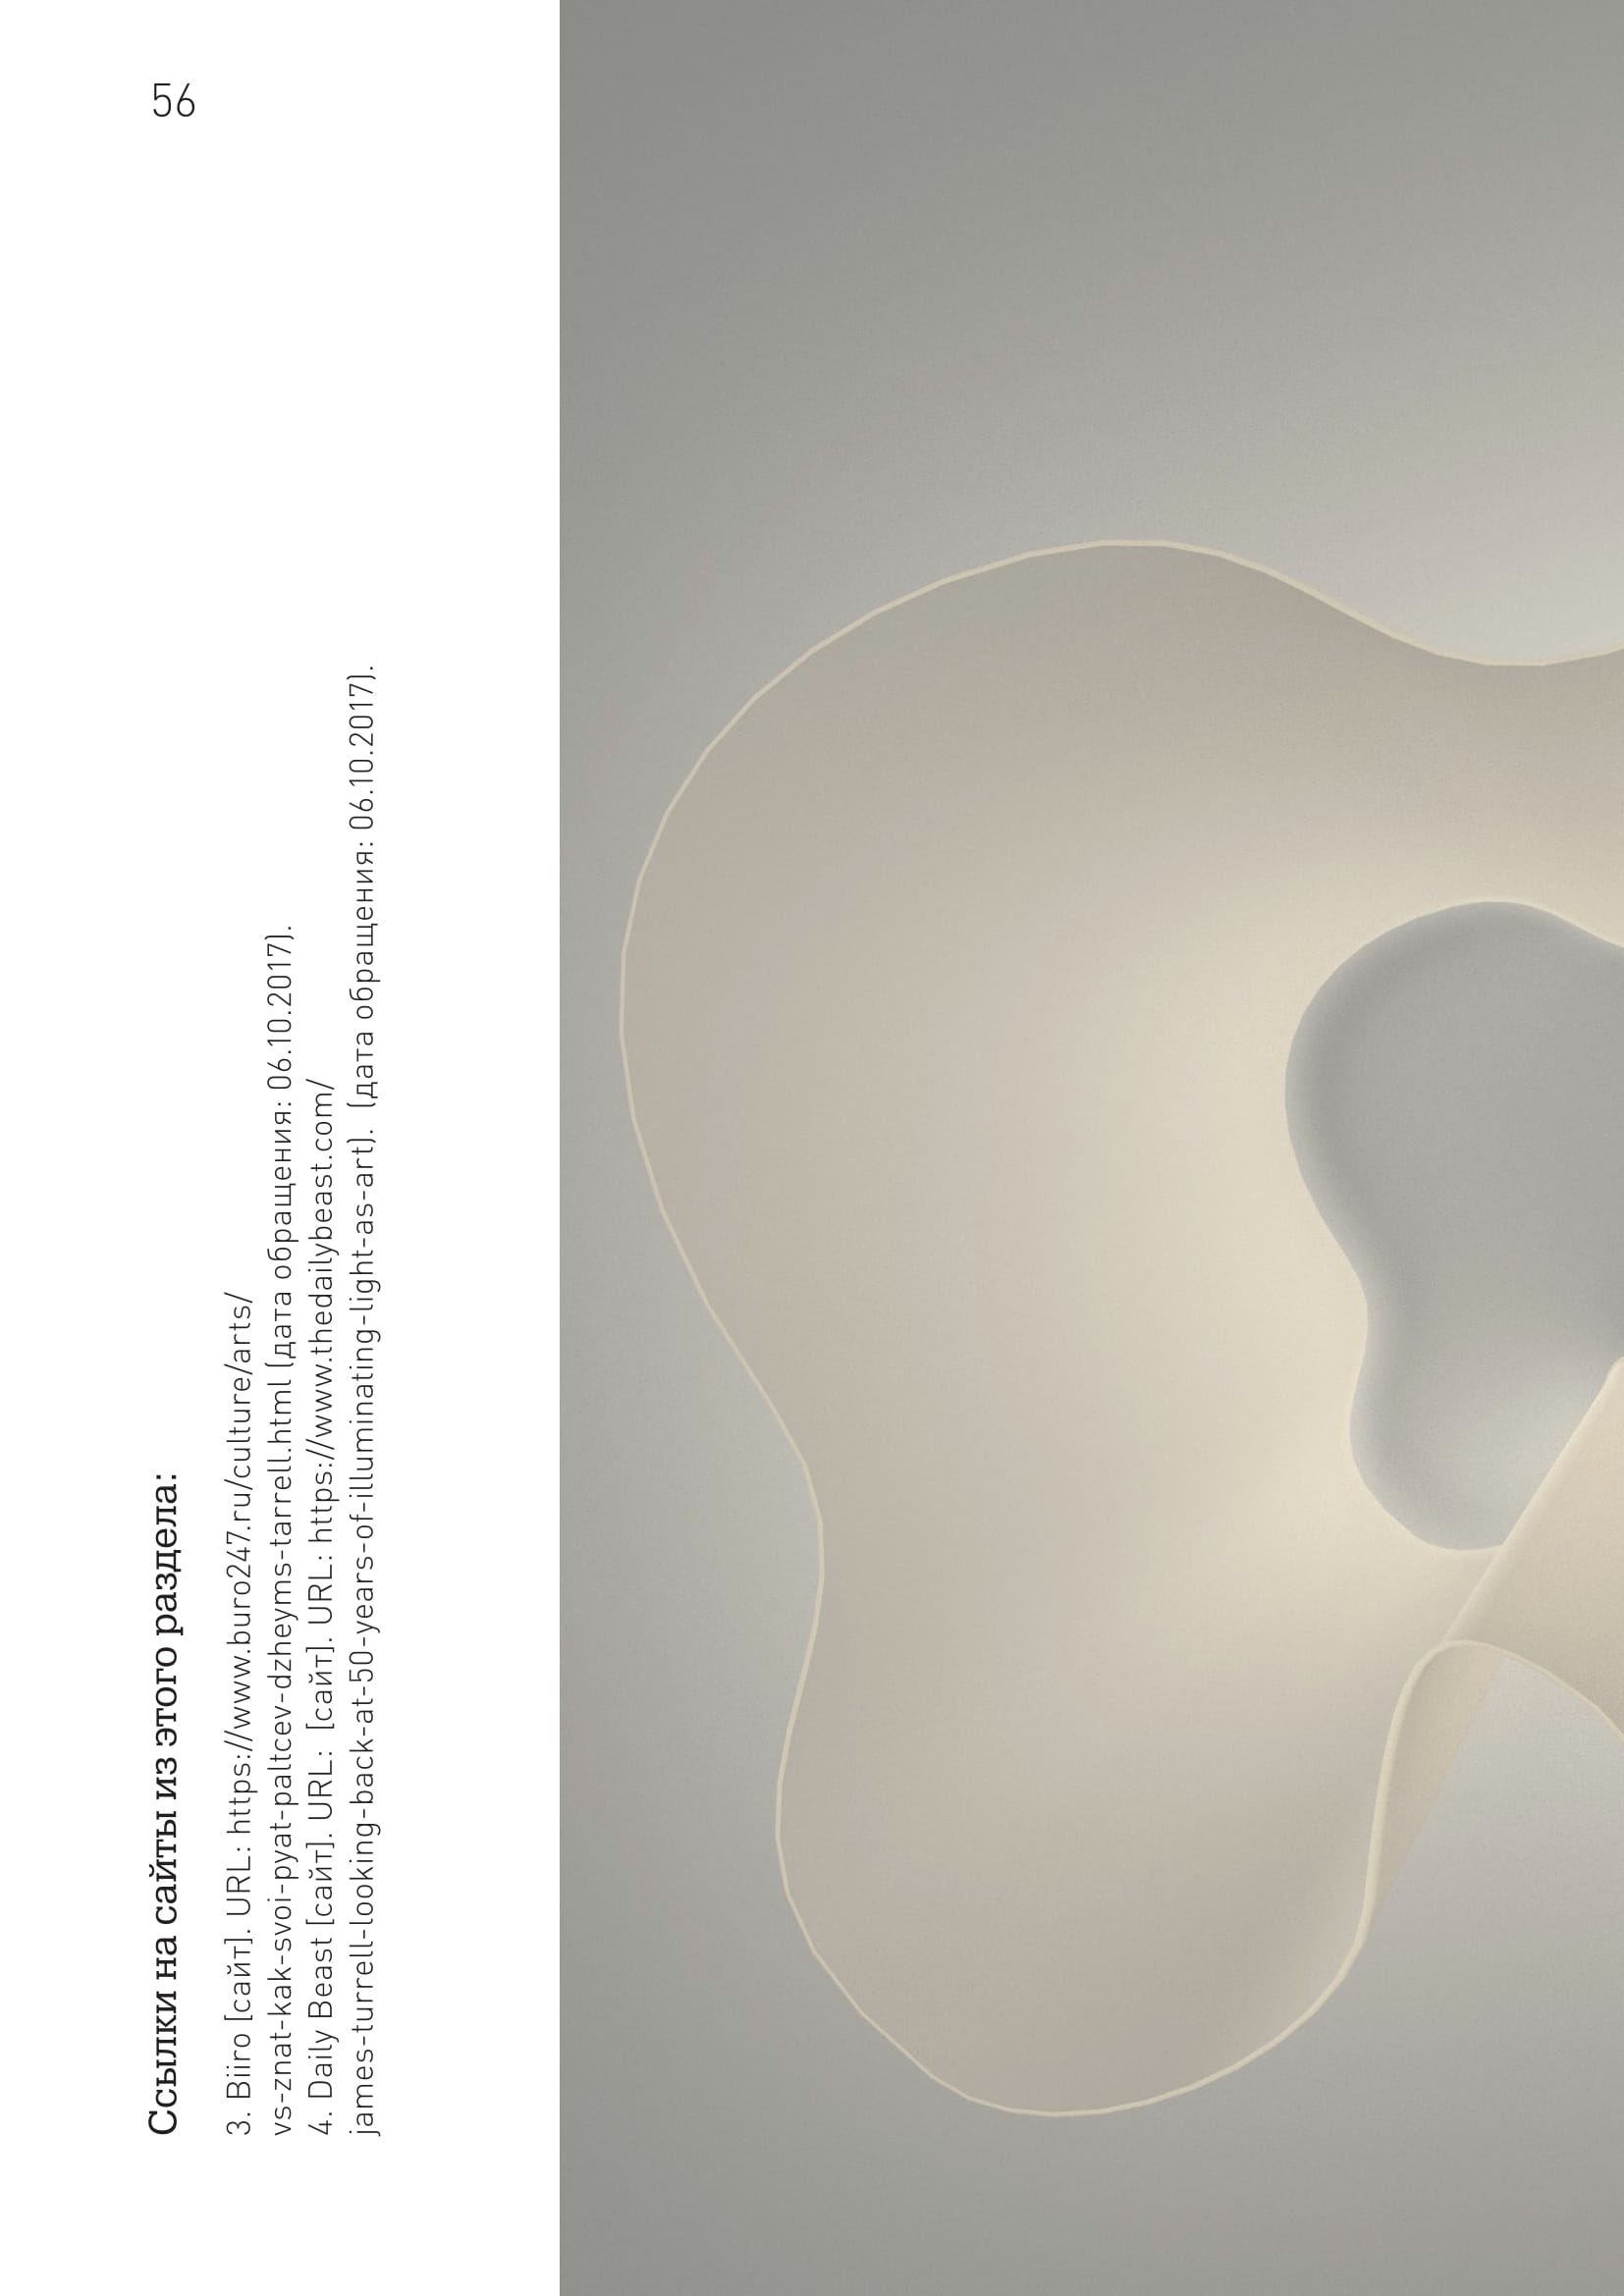 56
Ссылки на сайты из этого раздела:
3. Biiro [сайт]. URL: https://www.buro247.ru/culture/arts/
vs-znat-kak-svoi-pyat-paltcev-dzheyms-tarrell.html (дата обращения: 06.10.2017).
4. Daily Beast [сайт]. URL:  [сайт]. URL: https://www.thedailybeast.com/
james-turrell-looking-back-at-50-years-of-illuminating-light-as-art).  (дата обращения: 06.10.2017).